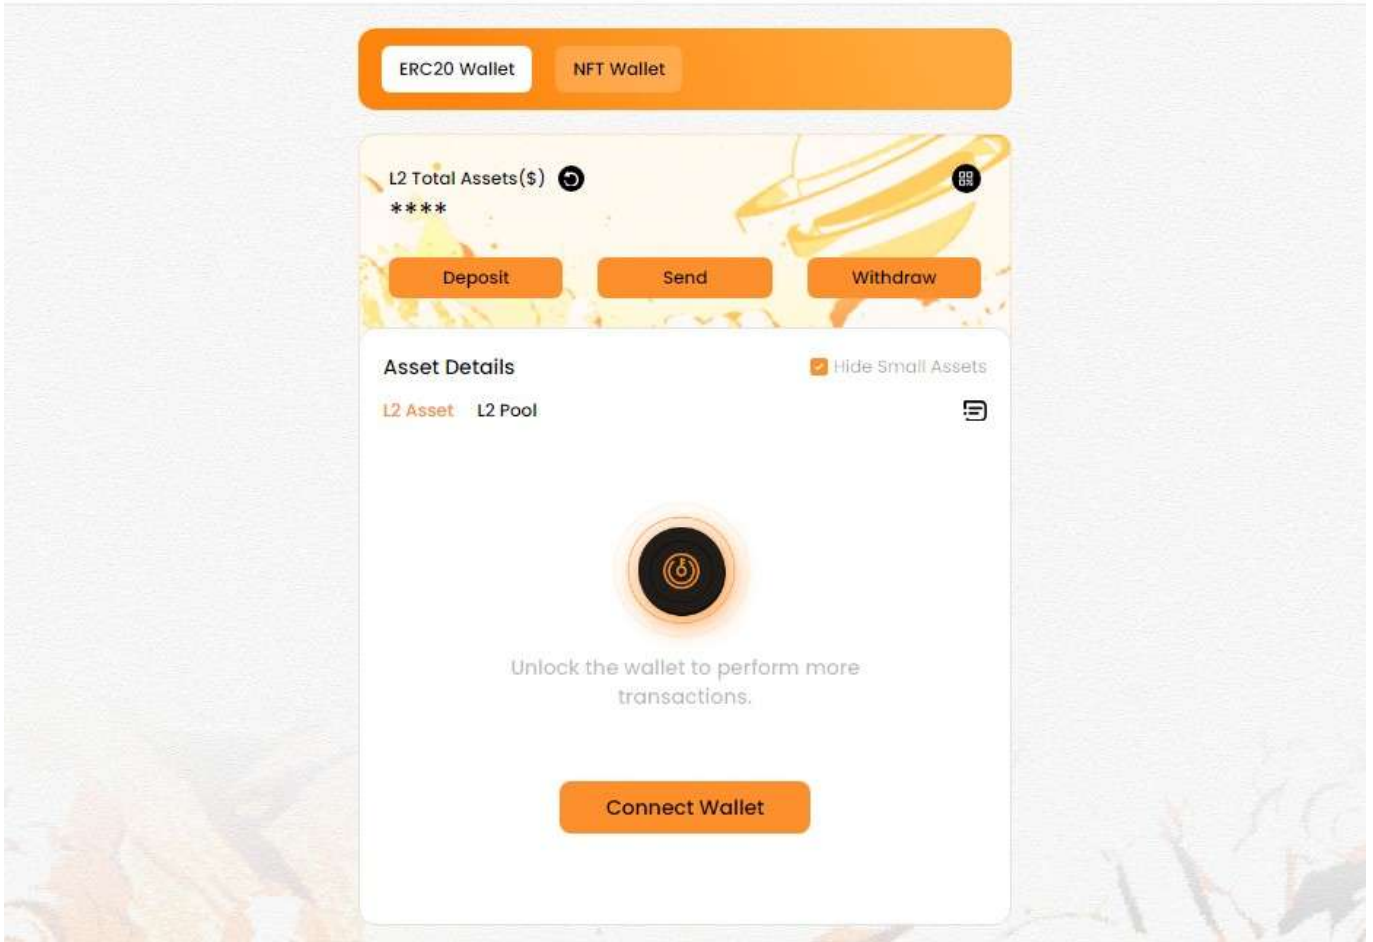 ERC20 Wallet
NFT Wallet
L2 Total Assets($)
****
Deposit
Send
Withdraw
Asset Details
Hide Small Assets
L2 Asset
L2 Pool
Unlock the wallet to perform more
transactions.
Connect Wallet